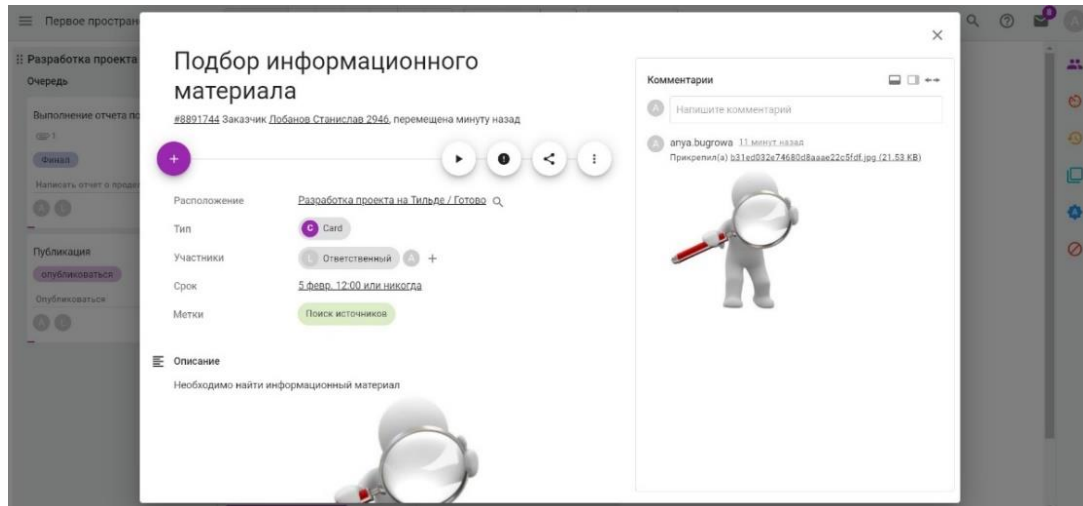 Первое простран
8
A
Разработка проекта
Очередь
Выполнение отчета по
1
Финал
Написать отчет о продел
A L
Публикация
опубликоваться
Опубликоваться
A L
Подбор информационного
материала
#8891744 Заказчик Лобанов Станислав 2946, перемещена минуту назад
Расположение Разработка проекта на Тильде / Готово
Тип C Card
Участники L Ответственный A +
Срок 5 февр. 12:00 или никогда
Метки Поиск источников
Описание
Необходимо найти информационный материал
Комментарии
A Напишите комментарий
A anya.bugrowa 11 минут назад
Прикрепил(а) b31ed032e74680d8aaae22c5fdf.jpg (21.53 KB)